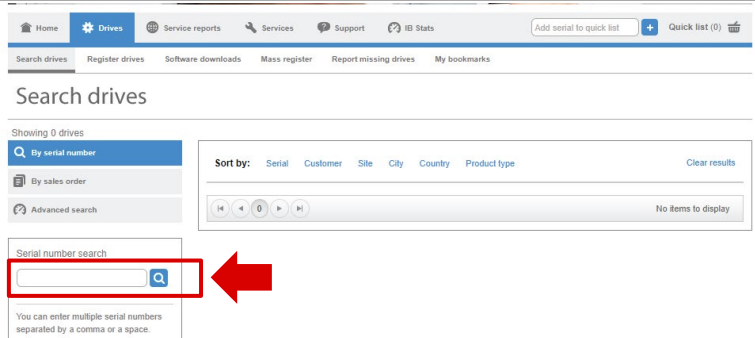 Home Drives Service reports Services Support IB Stats Add serial to quick list + Quick list (0)
Search drives Register drives Software downloads Mass register Report missing drives My bookmarks
Search drives
Showing 0 drives
By serial number
Sort by: Serial Customer Site City Country Product type Clear results
By sales order
Advanced search
0 No items to display
Serial number search
You can enter multiple serial numbers
separated by a comma or a space.